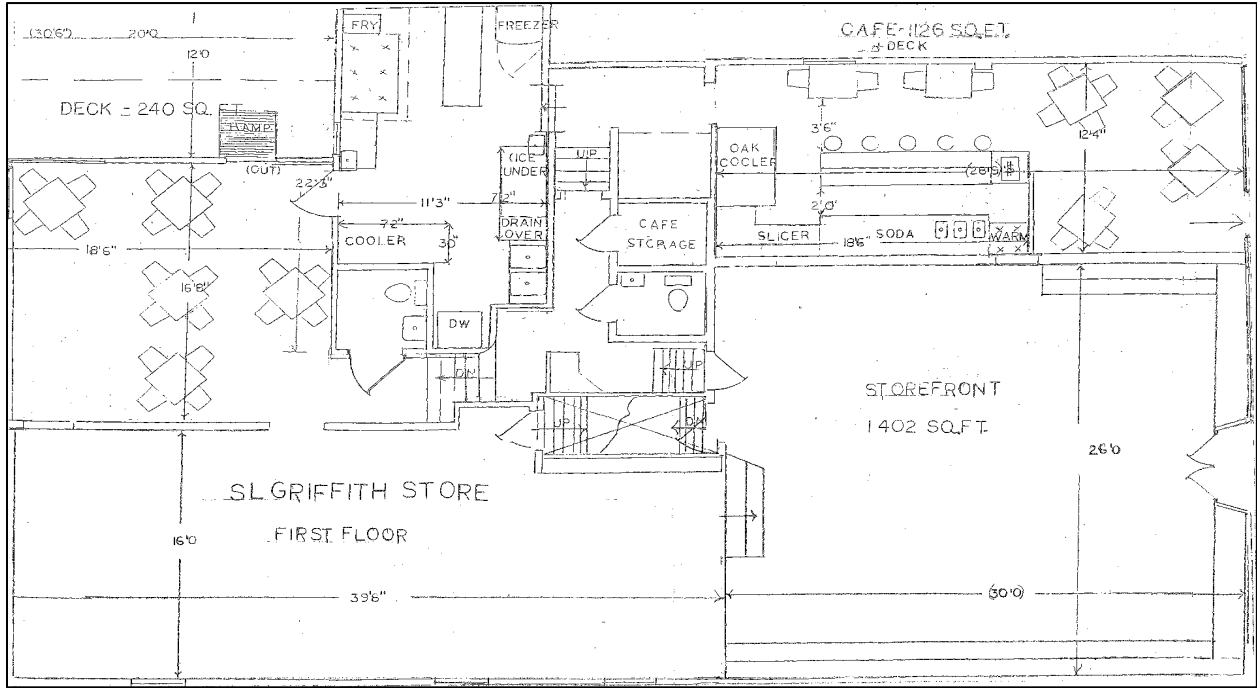 CAFE-1126 SQ.FT.
+ DECK
(30'6")
20'0
12'0
DECK = 240 SQ. FT.
RAMP
(OUT)
FRY
FREEZER
22'3"
18'6"
16'8"
11'3"
72"
COOLER
30"
(ICE
UNDER
7'2"
DRAIN
OVER
DW
DN
UP
CAFE
STORAGE
UP
UP
DN
OAK
COOLER
3'6"
2'0"
SLICER
18'6"
SODA
WARM
12'4"
STOREFRONT
1402 SQ.FT.
26'0
(30'0)
SL GRIFFITH STORE
FIRST FLOOR
16'0
39'6"